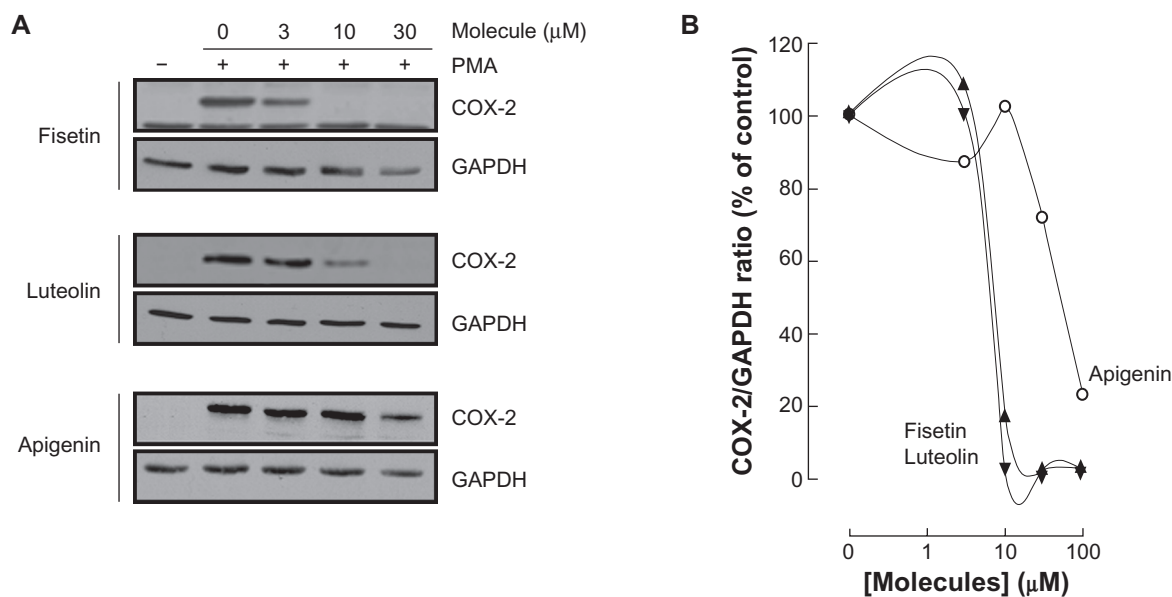 A
0 3 10 30 Molecule (μM)
− + + + + PMA
Fisetin
COX-2
GAPDH
Luteolin
COX-2
GAPDH
Apigenin
COX-2
GAPDH
B
COX-2/GAPDH ratio (% of control)
120
100
80
60
40
20
0
Apigenin
Fisetin
Luteolin
0 1 10 100
[Molecules] (μM)